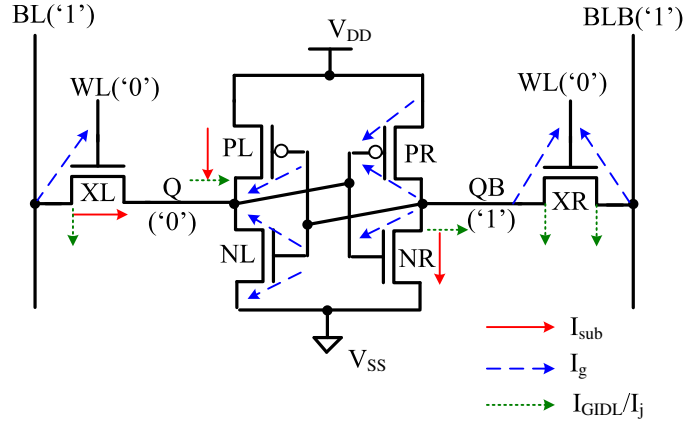 BL(‘1’)
BLB(‘1’)
V_DD
WL(‘0’)
WL(‘0’)
PL
PR
XL
Q
(‘0’)
QB
(‘1’)
XR
NL
NR
V_SS
I_sub
I_g
I_GIDL/I_j